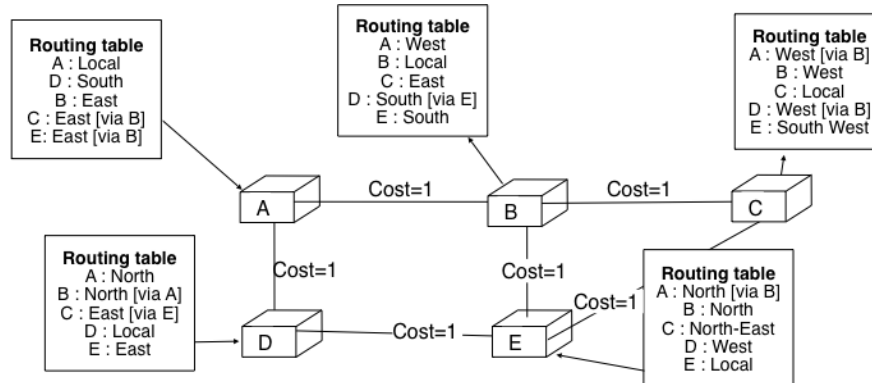 Routing table
A : Local
D : South
B : East
C : East [via B]
E: East [via B]
Routing table
A : West
B : Local
C : East
D : South [via E]
E : South
Routing table
A : West [via B]
B : West
C : Local
D : West [via B]
E : South West
Cost=1
Cost=1
A
B
C
Cost=1
Cost=1
Cost=1
Cost=1
D
E
Routing table
A : North
B : North [via A]
C : East [via E]
D : Local
E : East
Routing table
A : North [via B]
B : North
C : North-East
D : West
E : Local